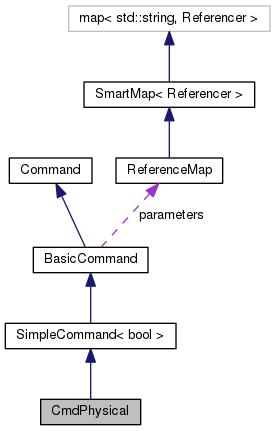 map< std::string, Referencer >
SmartMap< Referencer >
Command
ReferenceMap
parameters
BasicCommand
SimpleCommand< bool >
CmdPhysical